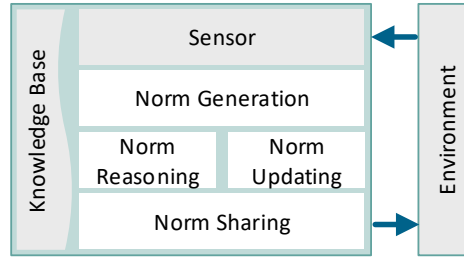 Knowledge Base
Sensor
Norm Generation
Norm
Reasoning
Norm
Updating
Norm Sharing
Environment